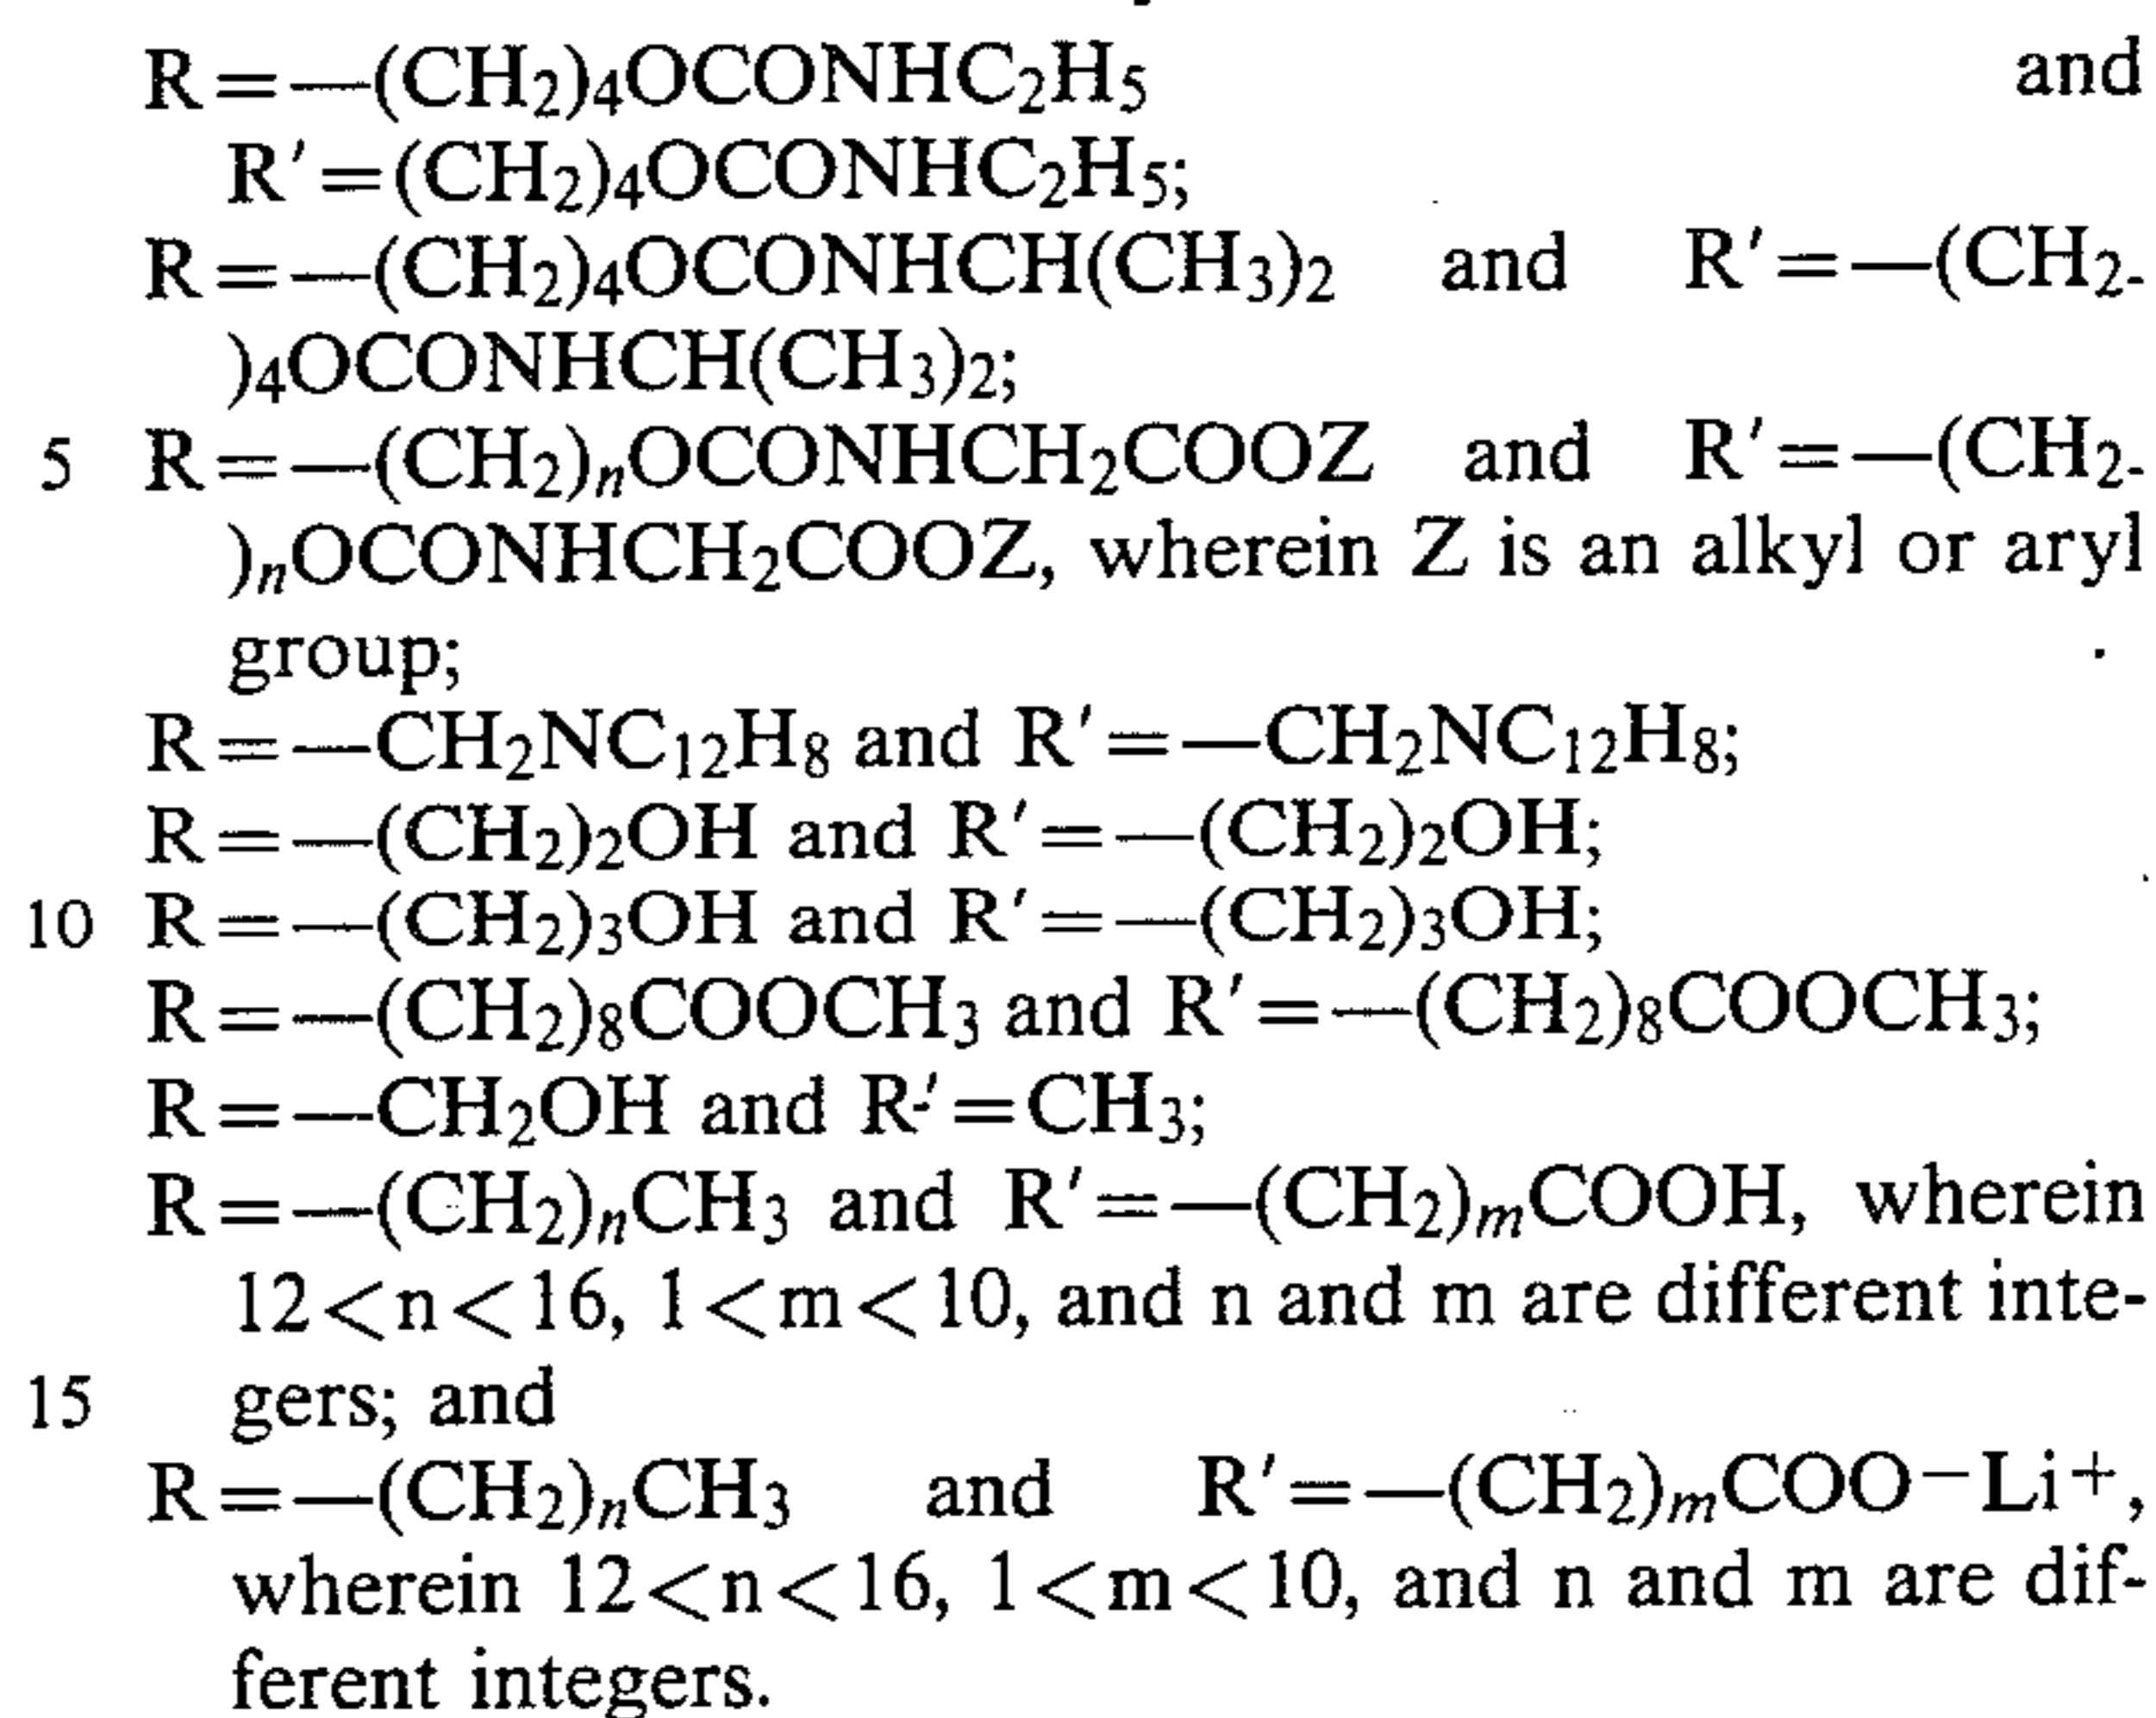 R=—(CH₂)₄OCONHC₂H₅ and
R'=(CH₂)₄OCONHC₂H₅;
R=—(CH₂)₄OCONHCH(CH₃)₂ and R'=—(CH₂-
)₄OCONHCH(CH₃)₂;
5 R=—(CH₂)ₙOCONHCH₂COOZ and R'=—(CH₂-
)ₙOCONHCH₂COOZ, wherein Z is an alkyl or aryl
group;
R=—CH₂NC₁₂H₈ and R'=—CH₂NC₁₂H₈;
R=—(CH₂)₂OH and R'=—(CH₂)₂OH;
10 R=—(CH₂)₃OH and R'=—(CH₂)₃OH;
R=—(CH₂)₈COOCH₃ and R'=—(CH₂)₈COOCH₃;
R=—CH₂OH and R-'=CH₃;
R=—(CH₂)ₙCH₃ and R'=—(CH₂)ₘCOOH, wherein
12<n<16, 1<m<10, and n and m are different inte-
15 gers; and
R=—(CH₂)ₙCH₃ and R'=—(CH₂)ₘCOO⁻Li⁺,
wherein 12<n<16, 1<m<10, and n and m are dif-
ferent integers.